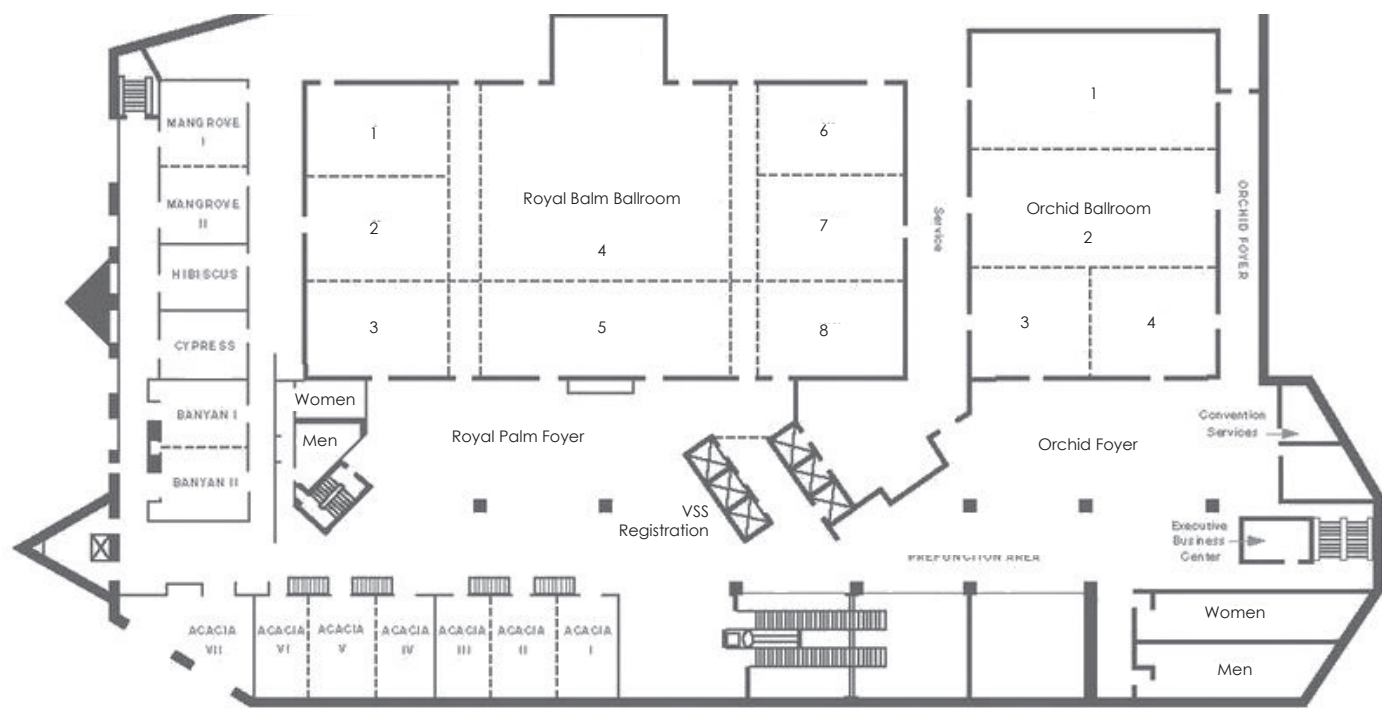 MANGROVE
I
MANGROVE
II
HIBISCUS
CYPRESS
BANYAN I
BANYAN II
1
2
3
Royal Balm Ballroom
4
5
6
7
8
Service
1
Orchid Ballroom
2
3
4
ORCHID FOYER
Women
Men
Royal Palm Foyer
VSS
Registration
Orchid Foyer
Convention
Services
Executive
Business
Center
PREFUNCTION AREA
Women
Men
ACACIA
VII
ACACIA
VI
ACACIA
V
ACACIA
IV
ACACIA
III
ACACIA
II
ACACIA
I